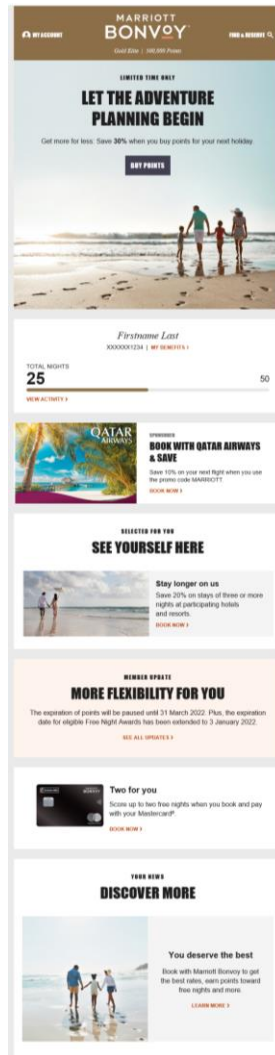 MARRIOTT
BONVOY
MY ACCOUNT
FIND & RESERVE
Gold Elite | 300,000 Points
LIMITED TIME ONLY
LET THE ADVENTURE
PLANNING BEGIN
Get more for less: Save 30% when you buy points for your next holiday.
BUY POINTS
Firstname Last
XXXXXX1234 | MY BENEFITS ›
TOTAL NIGHTS
25
50
VIEW ACTIVITY ›
QATAR
AIRWAYS
SPONSORED
BOOK WITH QATAR AIRWAYS
& SAVE
Save 10% on your next flight when you use
the promo code MARRIOTT.
BOOK NOW ›
SELECTED FOR YOU
SEE YOURSELF HERE
Stay longer on us
Save 20% on stays of three or more
nights at participating hotels
and resorts.
BOOK NOW ›
MEMBER UPDATE
MORE FLEXIBILITY FOR YOU
The expiration of points will be paused until 31 March 2022. Plus, the expiration
date for eligible Free Night Awards has been extended to 3 January 2022.
SEE ALL UPDATES ›
Two for you
Score up to two free nights when you book and pay
with your Mastercard®.
BOOK NOW ›
YOUR NEWS
DISCOVER MORE
You deserve the best
Book with Marriott Bonvoy to get
the best rates, earn points toward
free nights and more.
LEARN MORE ›